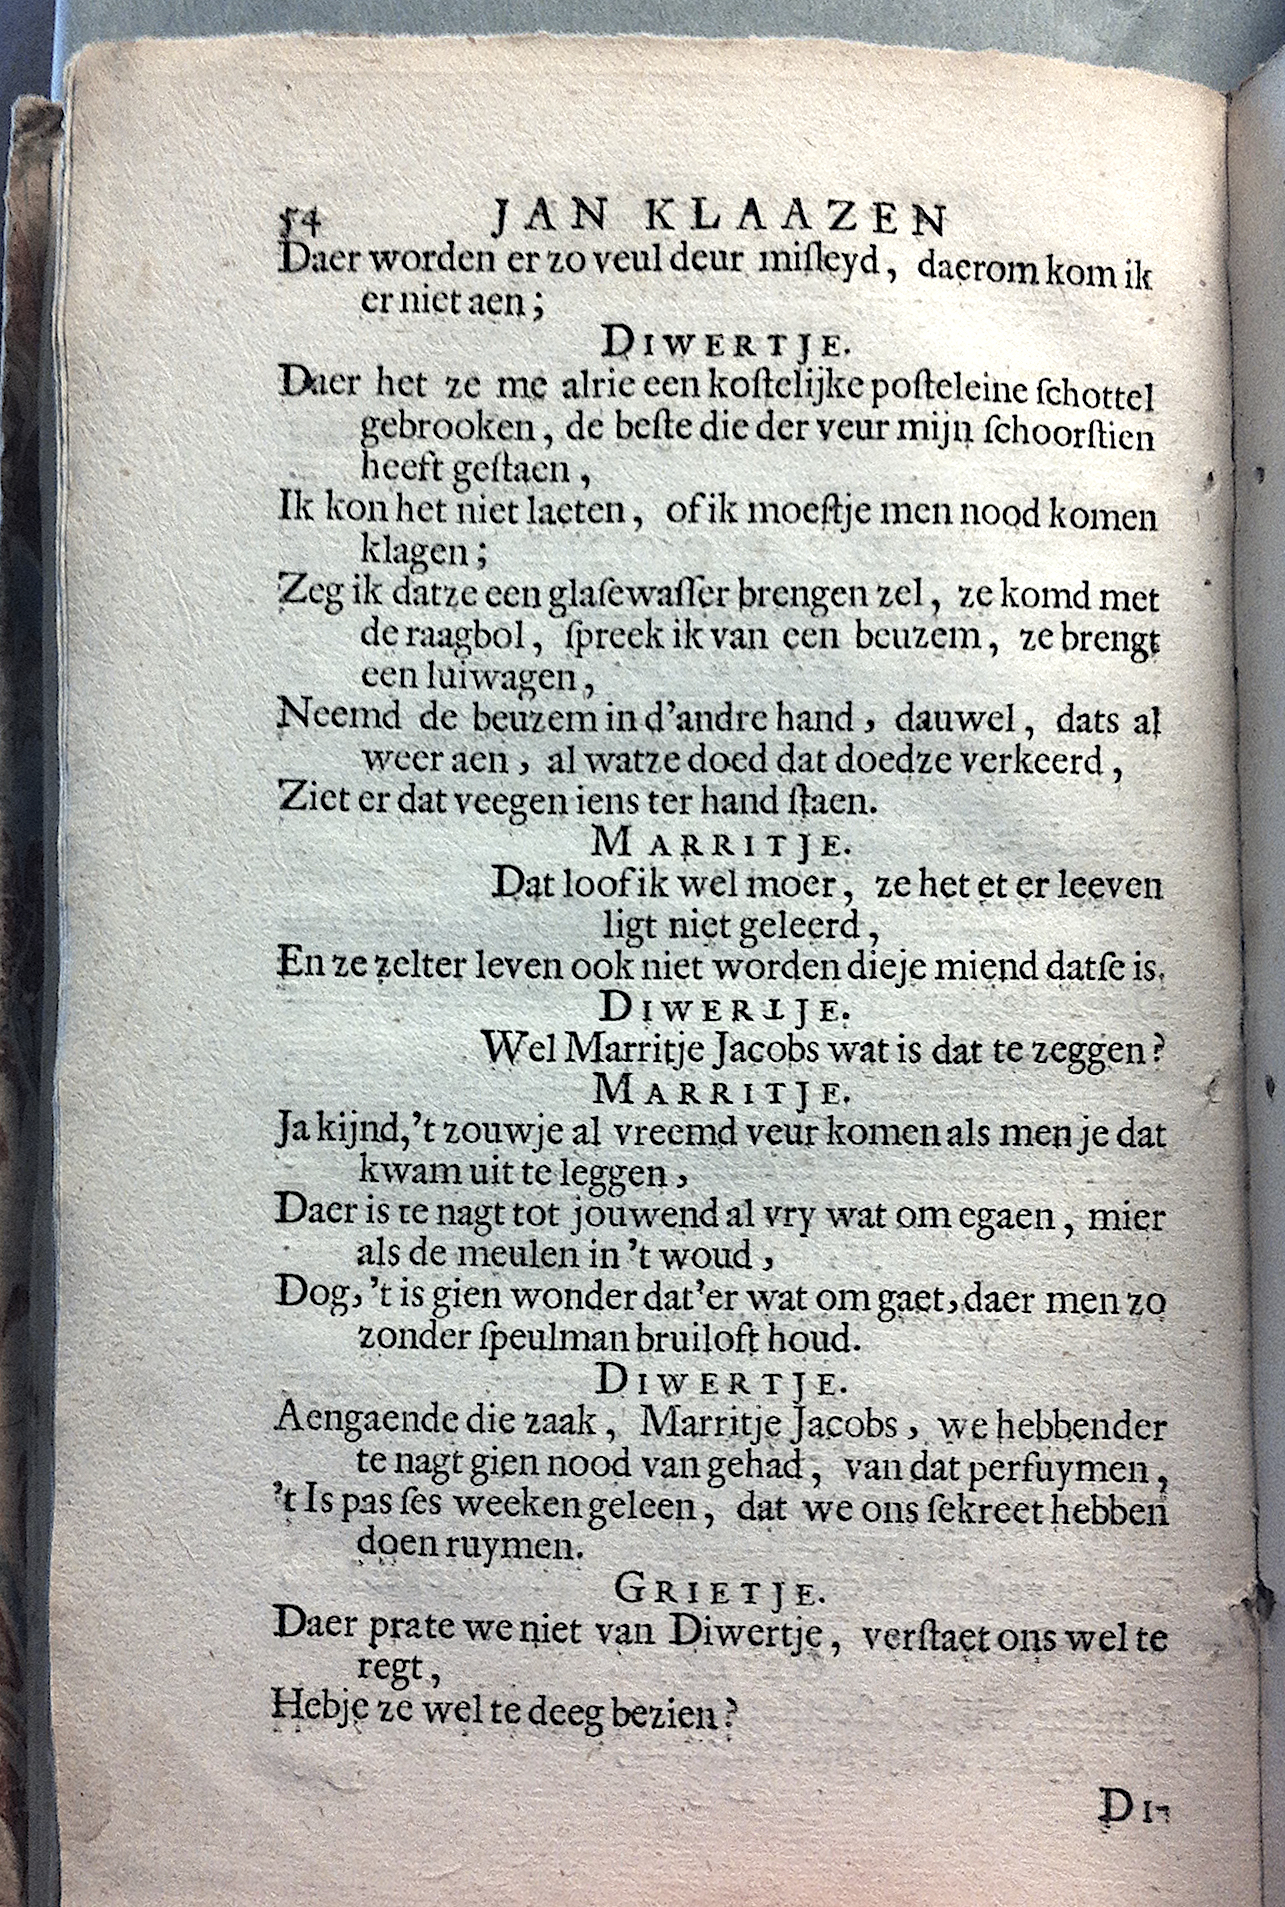 54 JAN KLAAZEN
Daer worden er zo veul deur miſleyd, daerom kom ik
er niet aen;
DIWERTJE.
Daer het ze me alrie een koſtelijke poſteleine ſchottel
gebrooken, de beſte die der veur mijn ſchoorſtien
heeft geſtaen,
Ik kon het niet laeten, of ik moeſtje men nood komen
klagen;
Zeg ik datze een glaſewaſſer brengen zel, ze komd met
de raagbol, ſpreek ik van een beuzem, ze brengt
een luiwagen,
Neemd de beuzem in d'andre hand, dauwel, dats al
weer aen, al watze doed dat doedze verkeerd,
Ziet er dat veegen iens ter hand ſtaen.
MARRITJE.
Dat loof ik wel moer, ze het et er leeven
ligt niet geleerd,
En ze zelter leven ook niet worden dieje miend datſe is.
DIWERTJE.
Wel Marritje Jacobs wat is dat te zeggen?
MARRITJE.
Ja kijnd, 't zouwje al vreemd veur komen als men je dat
kwam uit te leggen,
Daer is te nagt tot jouwend al vry wat om egaen, mier
als de meulen in 't woud,
Dog, 't is gien wonder dat'er wat om gaet, daer men zo
zonder ſpeulman bruiloft houd.
DIWERTJE.
Aengaende die zaak, Marritje Jacobs, we hebbender
te nagt gien nood van gehad, van dat perfuymen,
't Is pas ſes weeken geleen, dat we ons ſekreet hebben
doen ruymen.
GRIETJE.
Daer prate we niet van Diwertje, verſtaet ons wel te
regt,
Hebje ze wel te deeg bezien?
DI-